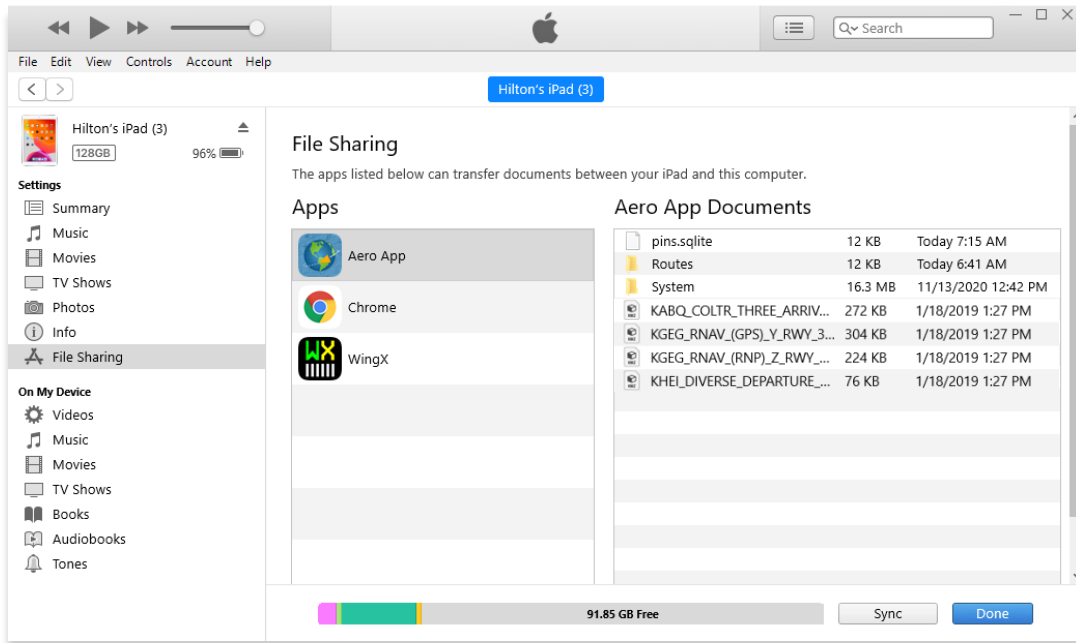 Search
File Edit View Controls Account Help
Hilton's iPad (3)
Hilton's iPad (3)
128GB 96%
Settings
Summary
Music
Movies
TV Shows
Photos
Info
File Sharing
On My Device
Videos
Music
Movies
TV Shows
Books
Audiobooks
Tones
File Sharing
The apps listed below can transfer documents between your iPad and this computer.
Apps
Aero App
Chrome
WX
WingX
Aero App Documents
pins.sqlite 12 KB Today 7:15 AM
Routes 12 KB Today 6:41 AM
System 16.3 MB 11/13/2020 12:42 PM
KABQ_COLTR_THREE_ARRIV... 272 KB 1/18/2019 1:27 PM
KGEG_RNAV_(GPS)_Y_RWY_3... 304 KB 1/18/2019 1:27 PM
KGEG_RNAV_(RNP)_Z_RWY_... 224 KB 1/18/2019 1:27 PM
KHEI_DIVERSE_DEPARTURE_... 76 KB 1/18/2019 1:27 PM
91.85 GB Free
Sync
Done